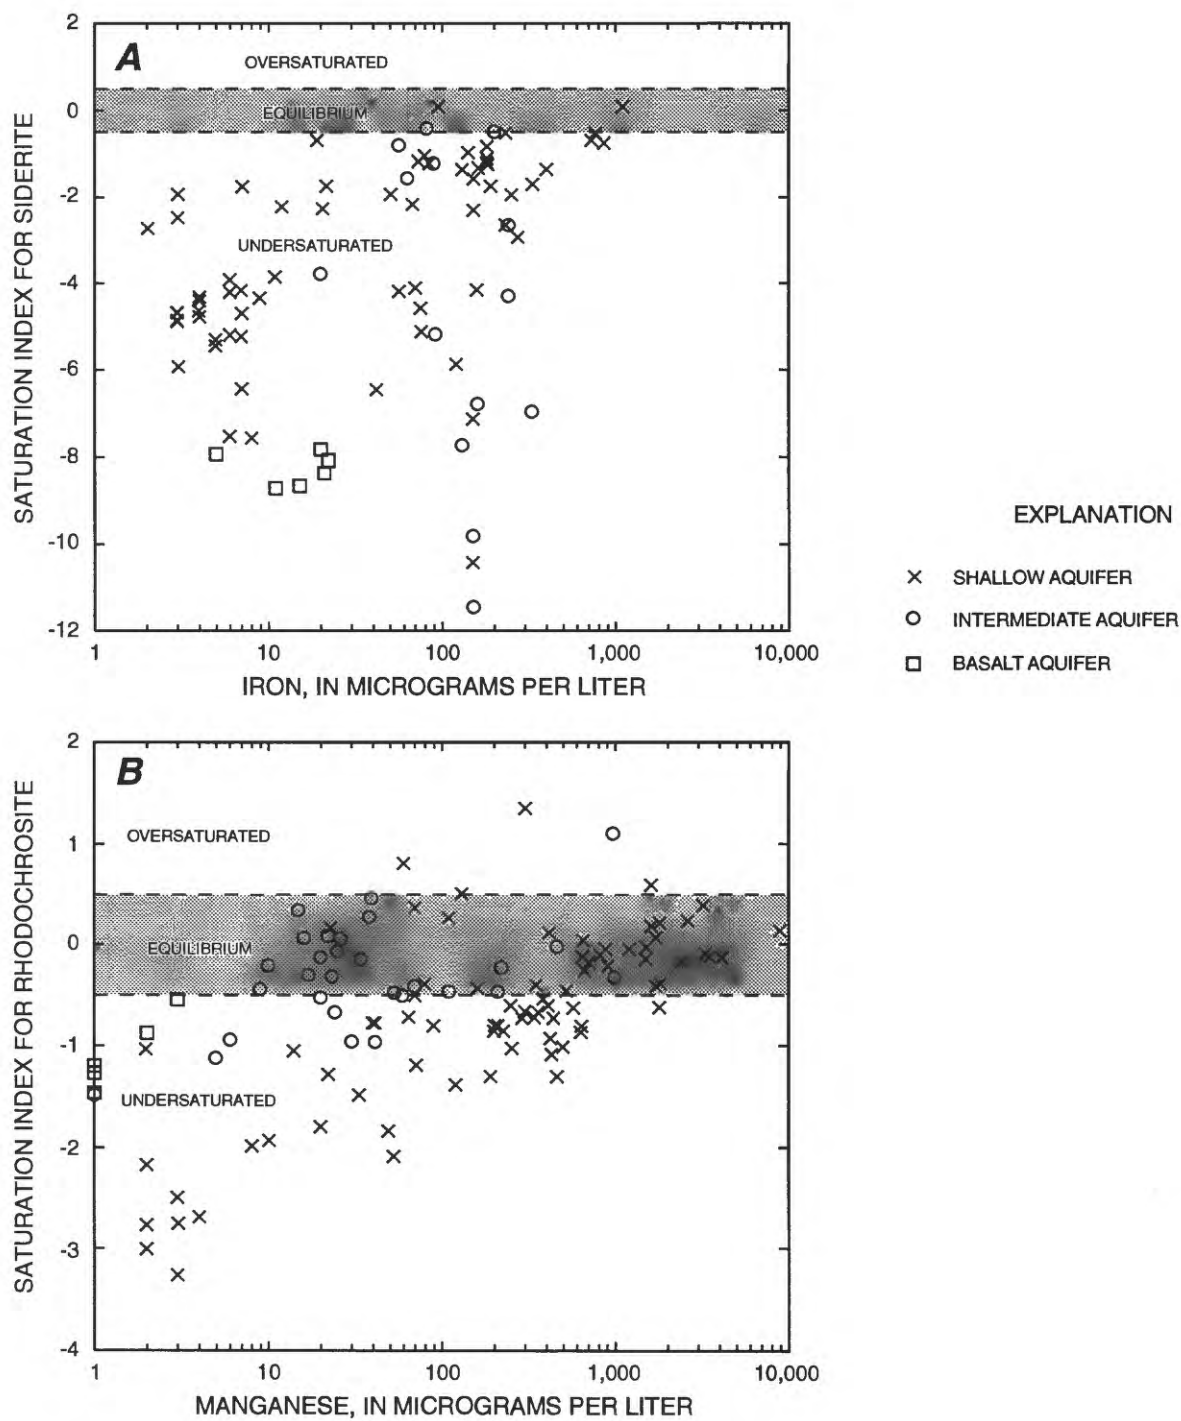 A
OVERSATURATED
EQUILIBRIUM
UNDERSATURATED
SATURATION INDEX FOR SIDERITE
2
0
-2
-4
-6
-8
-10
-12
1
10
100
1,000
10,000
IRON, IN MICROGRAMS PER LITER
EXPLANATION
SHALLOW AQUIFER
INTERMEDIATE AQUIFER
BASALT AQUIFER
B
OVERSATURATED
EQUILIBRIUM
UNDERSATURATED
SATURATION INDEX FOR RHODOCHROSITE
2
1
0
-1
-2
-3
-4
1
10
100
1,000
10,000
MANGANESE, IN MICROGRAMS PER LITER